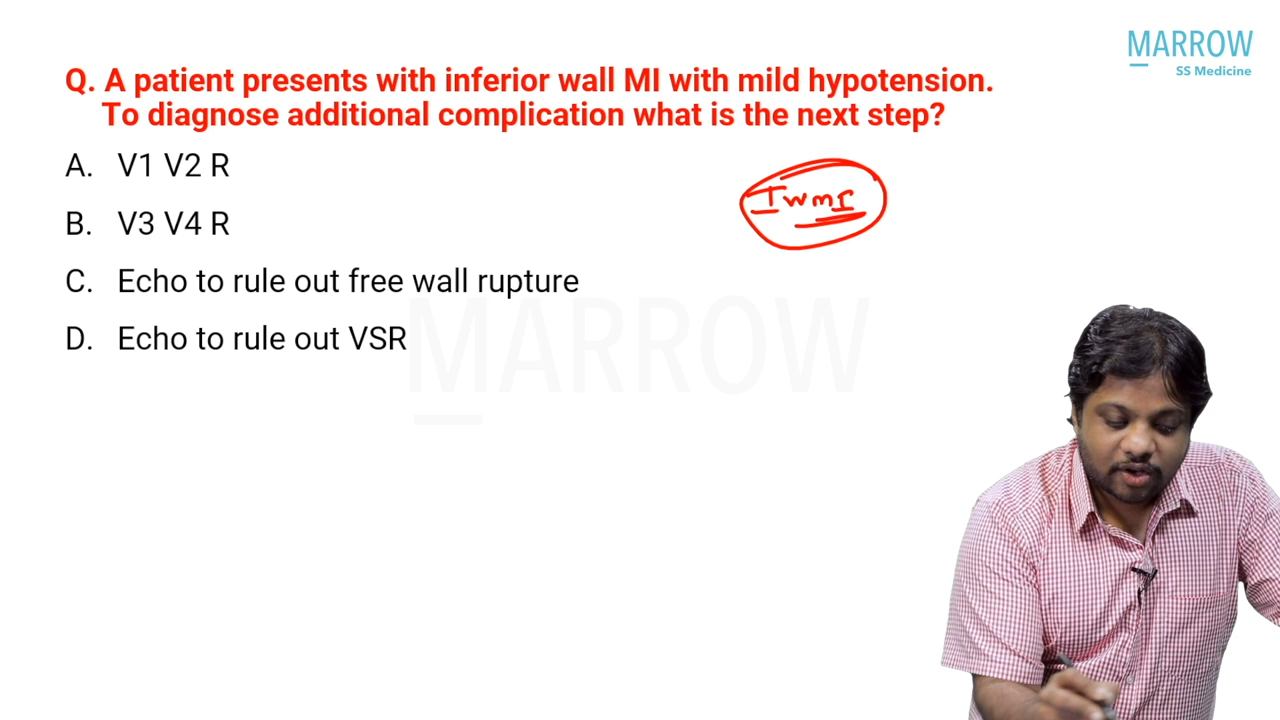 MARROW
SS Medicine
Q. A patient presents with inferior wall MI with mild hypotension.
To diagnose additional complication what is the next step?
A. V1 V2 R
B. V3 V4 R
C. Echo to rule out free wall rupture
D. Echo to rule out VSR
IWMI
MARROW